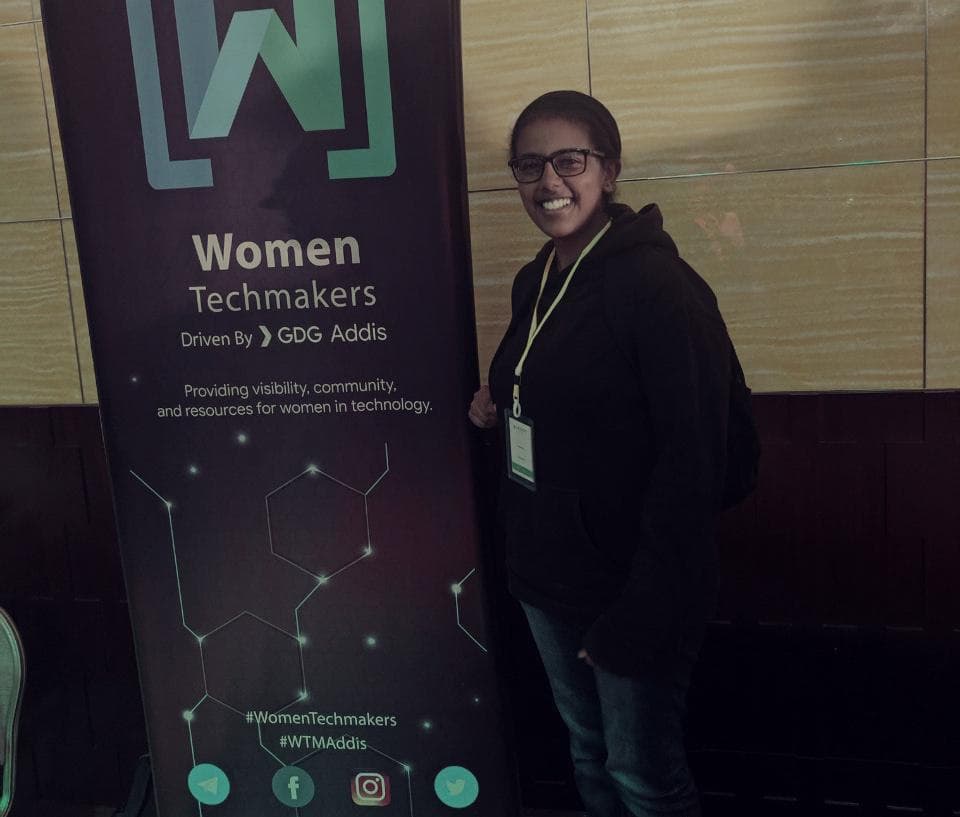 W
Women
Techmakers
Driven By GDG Addis
Providing visibility, community,
and resources for women in technology.
#WomenTechmakers
#WTMAddis